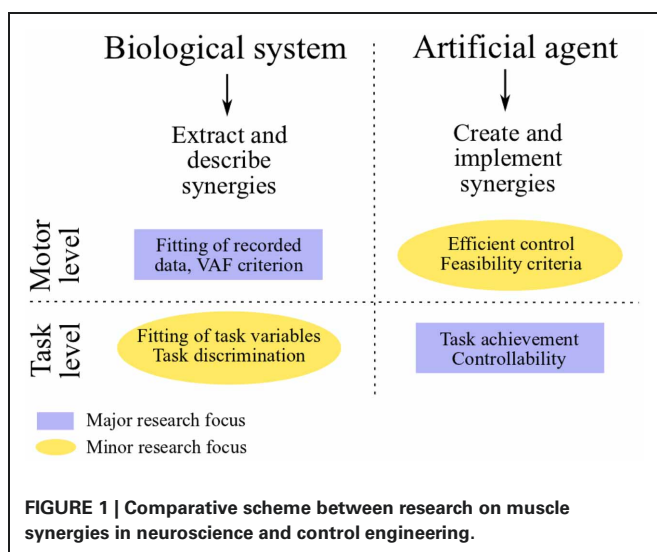 Biological system
Artificial agent
Extract and
describe
synergies
Create and
implement
synergies
Motor
level
Fitting of recorded
data, VAF criterion
Efficient control
Feasibility criteria
Task
level
Fitting of task variables
Task discrimination
Task achievement
Controllability
Major research focus
Minor research focus
FIGURE 1 | Comparative scheme between research on muscle
synergies in neuroscience and control engineering.